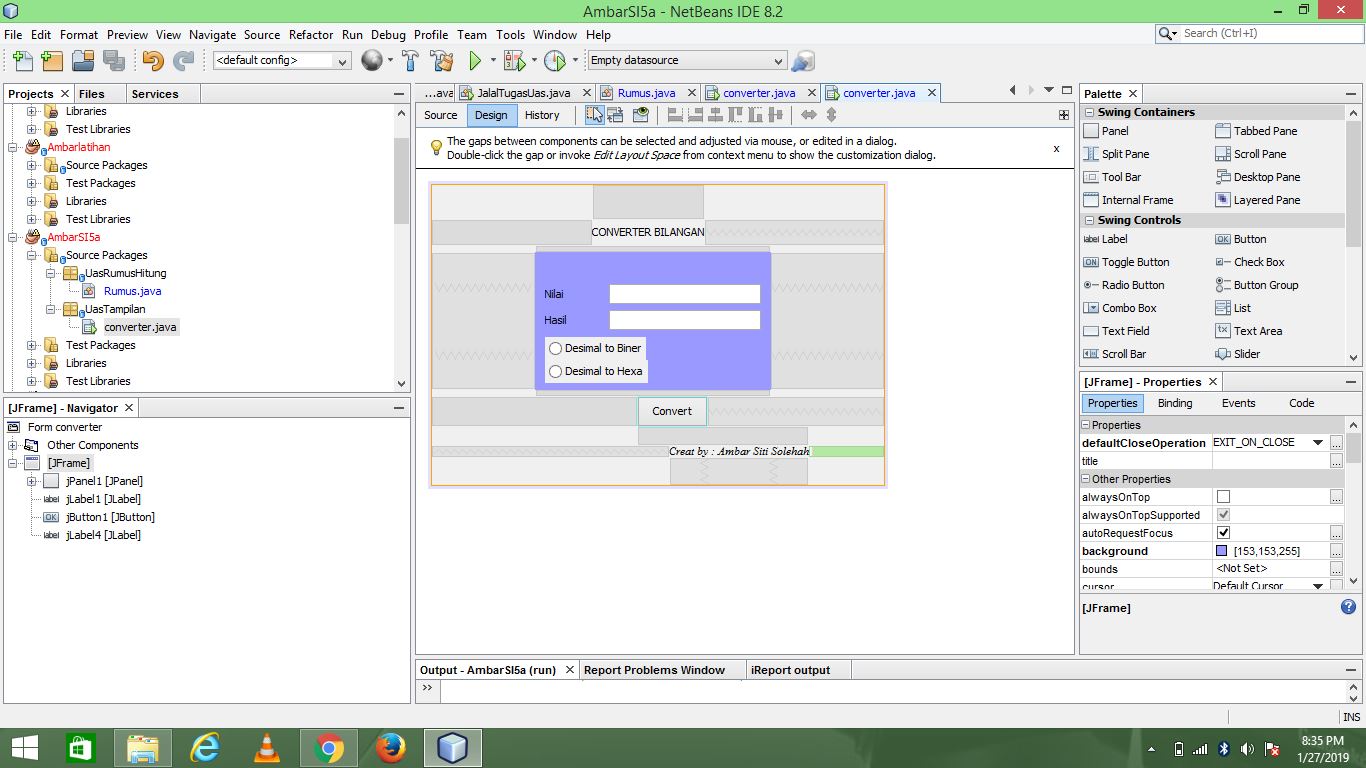 AmbarSI5a - NetBeans IDE 8.2
File Edit Format Preview View Navigate Source Refactor Run Debug Profile Team Tools Window Help
Search (Ctrl+I)
<default config>
Empty datasource
Projects Files Services
Libraries
Test Libraries
Ambarlatihan
Source Packages
Test Packages
Libraries
Test Libraries
AmbarSI5a
Source Packages
UasRumusHitung
Rumus.java
UasTampilan
converter.java
Test Packages
Libraries
Test Libraries
[JFrame] - Navigator
Form converter
Other Components
[JFrame]
jPanel1 [JPanel]
label jLabel1 [JLabel]
OK jButton1 [JButton]
label jLabel4 [JLabel]
...ava JalalTugasUas.java Rumus.java converter.java converter.java
Source Design History
The gaps between components can be selected and adjusted via mouse, or edited in a dialog.
Double-click the gap or invoke Edit Layout Space from context menu to show the customization dialog.
x
CONVERTER BILANGAN
Nilai
Hasil
Desimal to Biner
Desimal to Hexa
Convert
Creat by : Ambar Siti Solehah
Output - AmbarSI5a (run) Report Problems Window iReport output
>>
Palette
Swing Containers
Panel Tabbed Pane
Split Pane Scroll Pane
Tool Bar Desktop Pane
Internal Frame Layered Pane
Swing Controls
label Label OK Button
ON Toggle Button Check Box
Radio Button Button Group
Combo Box List
Text Field tx Text Area
Scroll Bar Slider
[JFrame] - Properties
Properties Binding Events Code
Properties
defaultCloseOperation EXIT_ON_CLOSE ...
title ...
Other Properties
alwaysOnTop ...
alwaysOnTopSupported
autoRequestFocus ...
background [153,153,255] ...
bounds <Not Set> ...
cursor Default Cursor
[JFrame]
?
INS
8:35 PM
1/27/2019